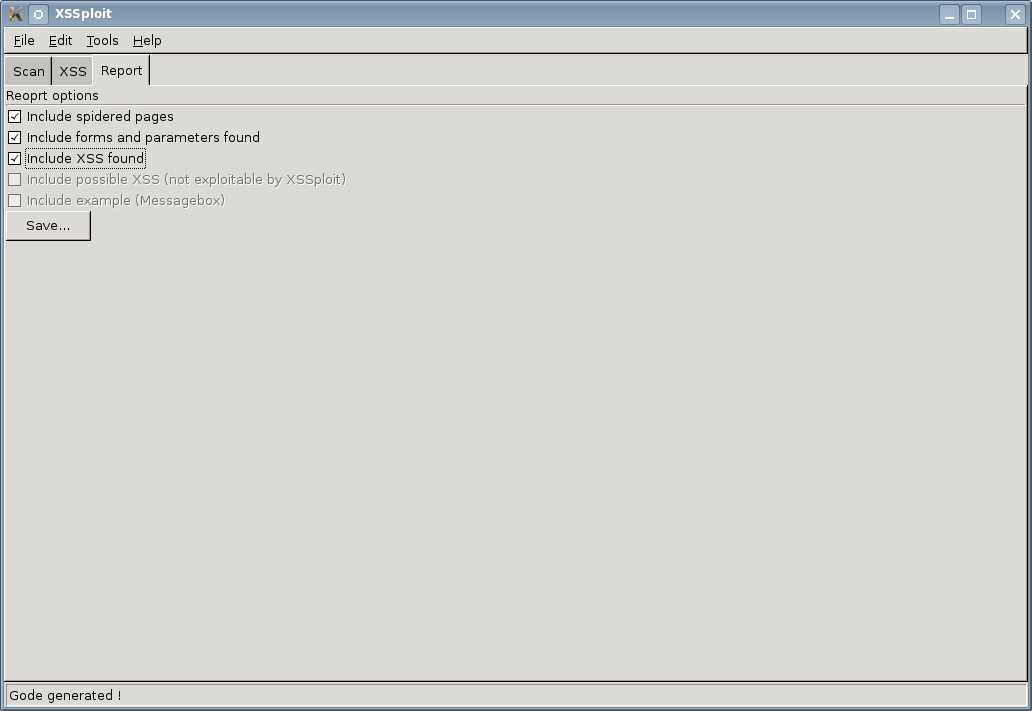 XSSploit
File Edit Tools Help
Scan XSS Report
Reoprt options
Include spidered pages
Include forms and parameters found
Include XSS found
Include possible XSS (not exploitable by XSSploit)
Include example (Messagebox)
Save...
Gode generated !